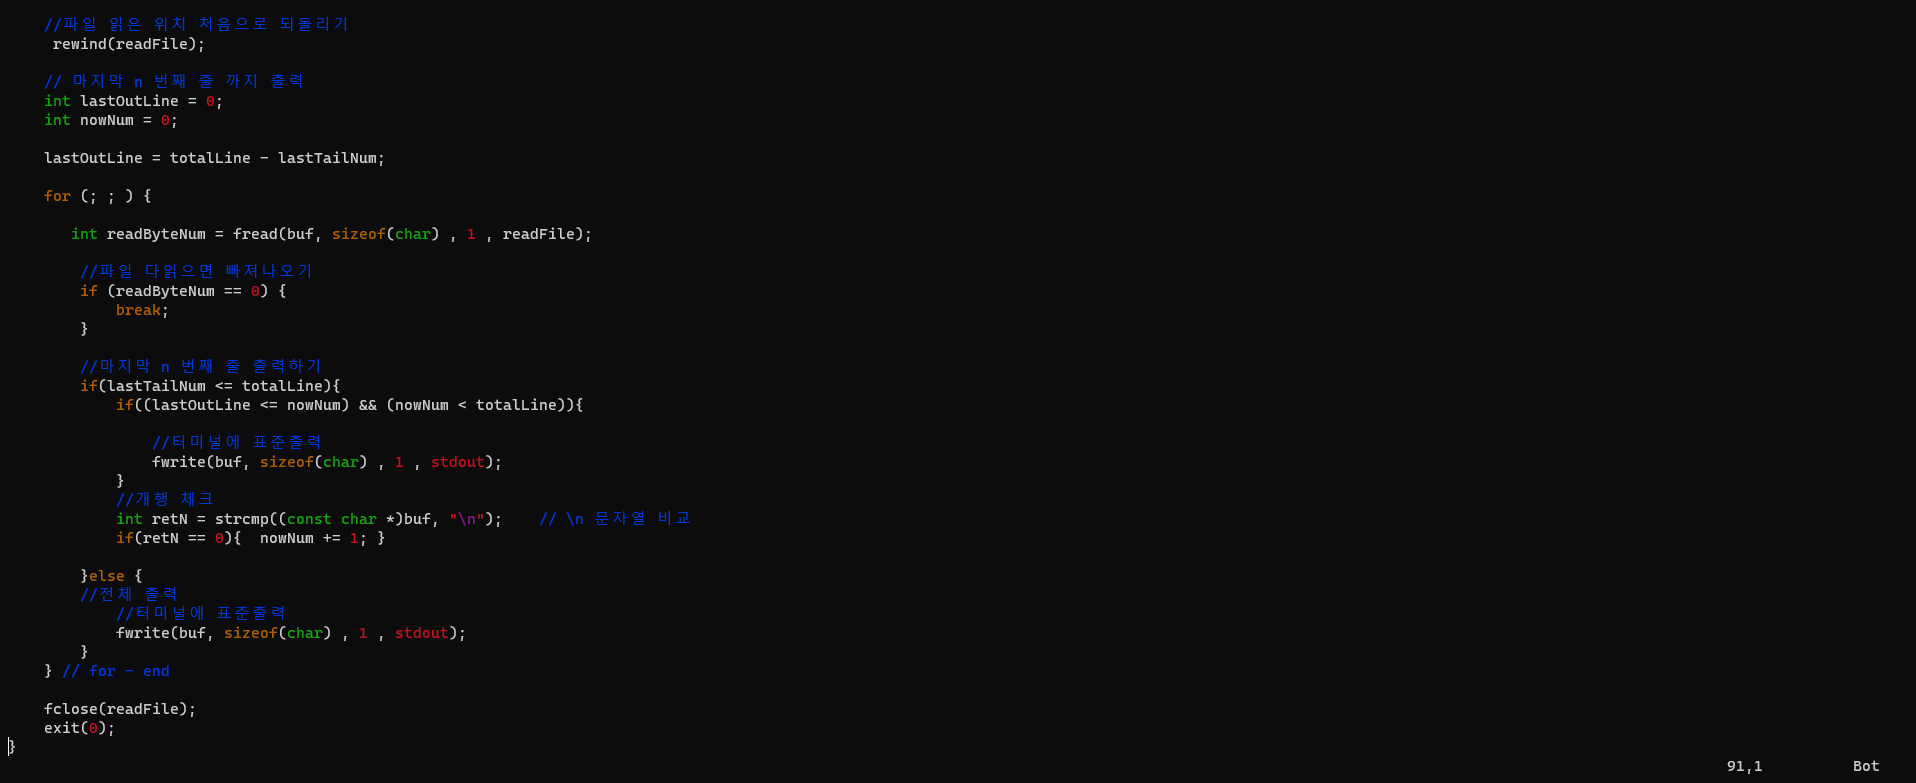 //파일 읽은 위치 처음으로 되돌리기
rewind(readFile);
// 마지막 n 번째 줄 까지 출력
int lastOutLine = 0;
int nowNum = 0;
lastOutLine = totalLine - lastTailNum;
for (; ; ) {
int readByteNum = fread(buf, sizeof(char) , 1 , readFile);
//파일 다읽으면 빠져나오기
if (readByteNum == 0) {
break;
}
//마지막 n 번째 줄 출력하기
if(lastTailNum <= totalLine){
if((lastOutLine <= nowNum) && (nowNum < totalLine)){
//터미널에 표준출력
fwrite(buf, sizeof(char) , 1 , stdout);
}
//개행 체크
int retN = strcmp((const char *)buf, "\n");    // \n 문자열 비교
if(retN == 0){  nowNum += 1; }
}else {
//전체 출력
//터미널에 표준출력
fwrite(buf, sizeof(char) , 1 , stdout);
}
} // for - end
fclose(readFile);
exit(0);
}
91,1 Bot